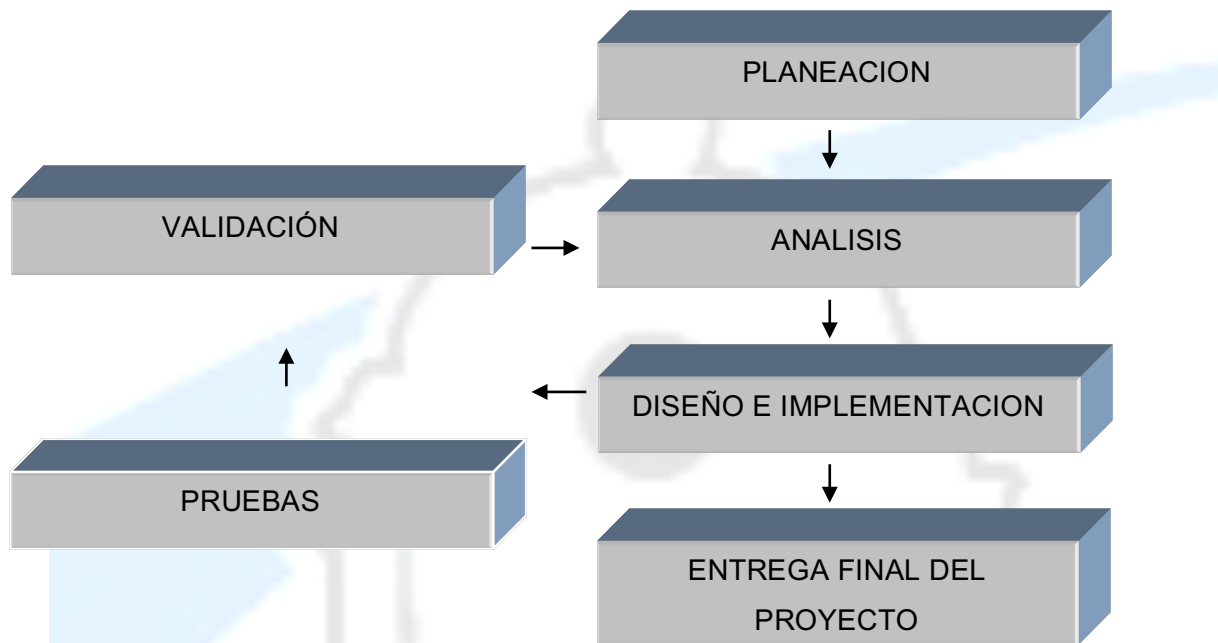 PLANEACION
VALIDACIÓN
ANALISIS
DISEÑO E IMPLEMENTACION
PRUEBAS
ENTREGA FINAL DEL
PROYECTO